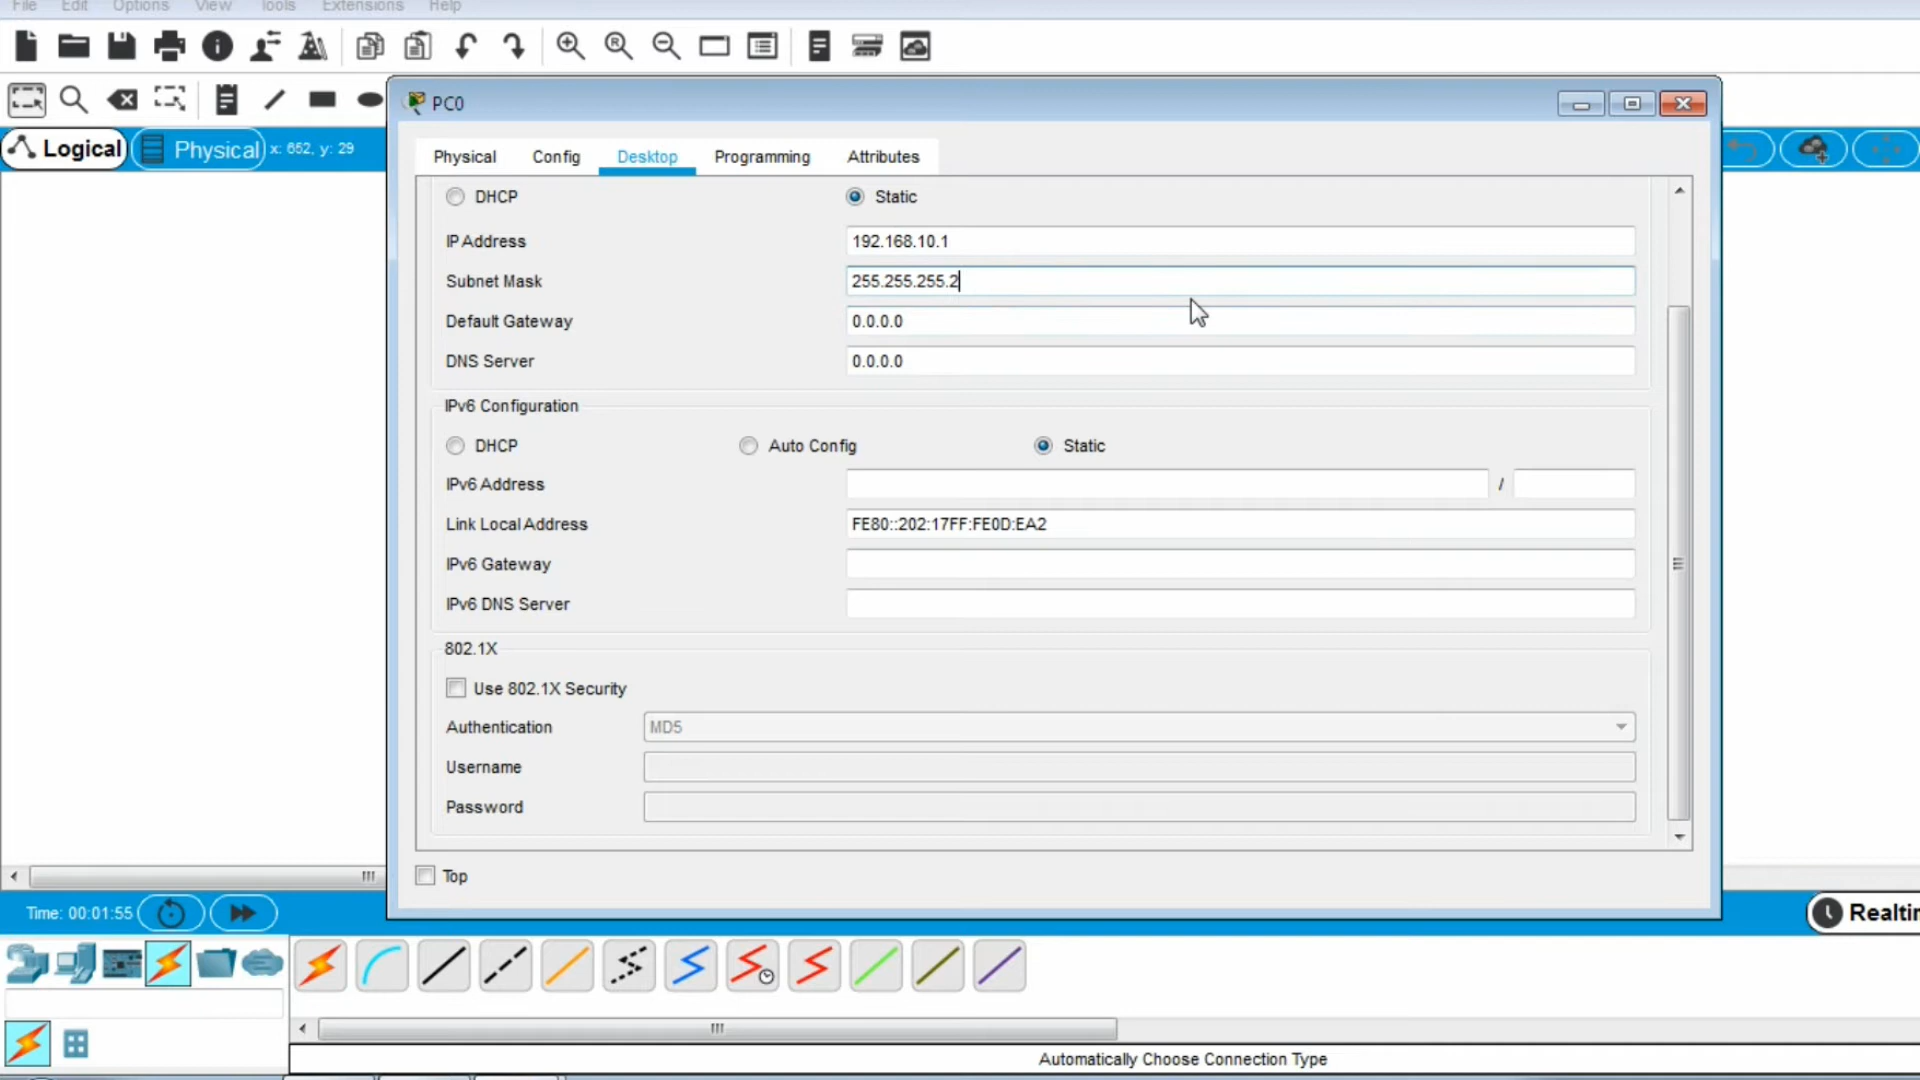 File Edit Options View Tools Extensions Help
PC0
Logical Physical x: 652, y: 29
Physical Config Desktop Programming Attributes
DHCP Static
IP Address 192.168.10.1
Subnet Mask 255.255.255.2
Default Gateway 0.0.0.0
DNS Server 0.0.0.0
IPv6 Configuration
DHCP Auto Config Static
IPv6 Address /
Link Local Address FE80::202:17FF:FE0D:EA2
IPv6 Gateway
IPv6 DNS Server
802.1X
Use 802.1X Security
Authentication MD5
Username
Password
Top
Time: 00:01:55 Realtim
Automatically Choose Connection Type